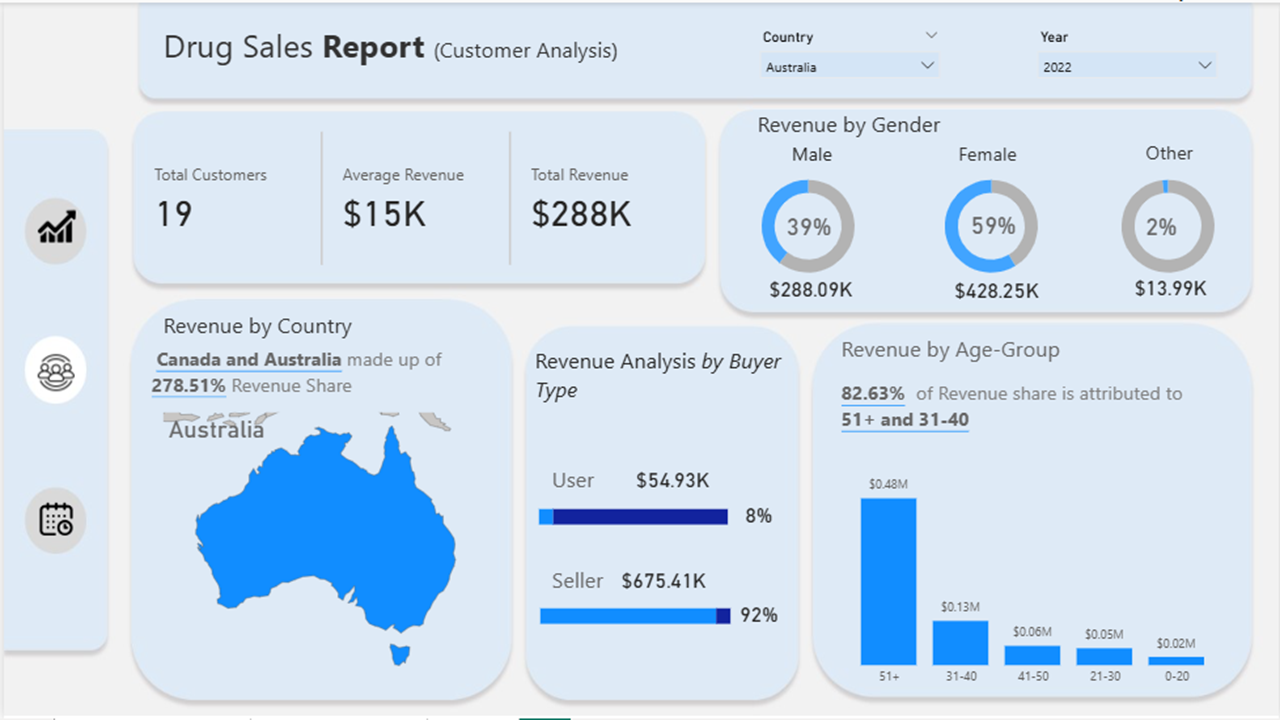 Drug Sales Report (Customer Analysis)
Country
Australia
Year
2022
Total Customers
19
Average Revenue
$15K
Total Revenue
$288K
Revenue by Gender
Male
39%
$288.09K
Female
59%
$428.25K
Other
2%
$13.99K
Revenue by Country
Canada and Australia made up of
278.51% Revenue Share
Australia
Revenue Analysis by Buyer
Type
User $54.93K
8%
Seller $675.41K
92%
Revenue by Age-Group
82.63% of Revenue share is attributed to
51+ and 31-40
$0.48M
$0.13M
$0.06M
$0.05M
$0.02M
51+
31-40
41-50
21-30
0-20